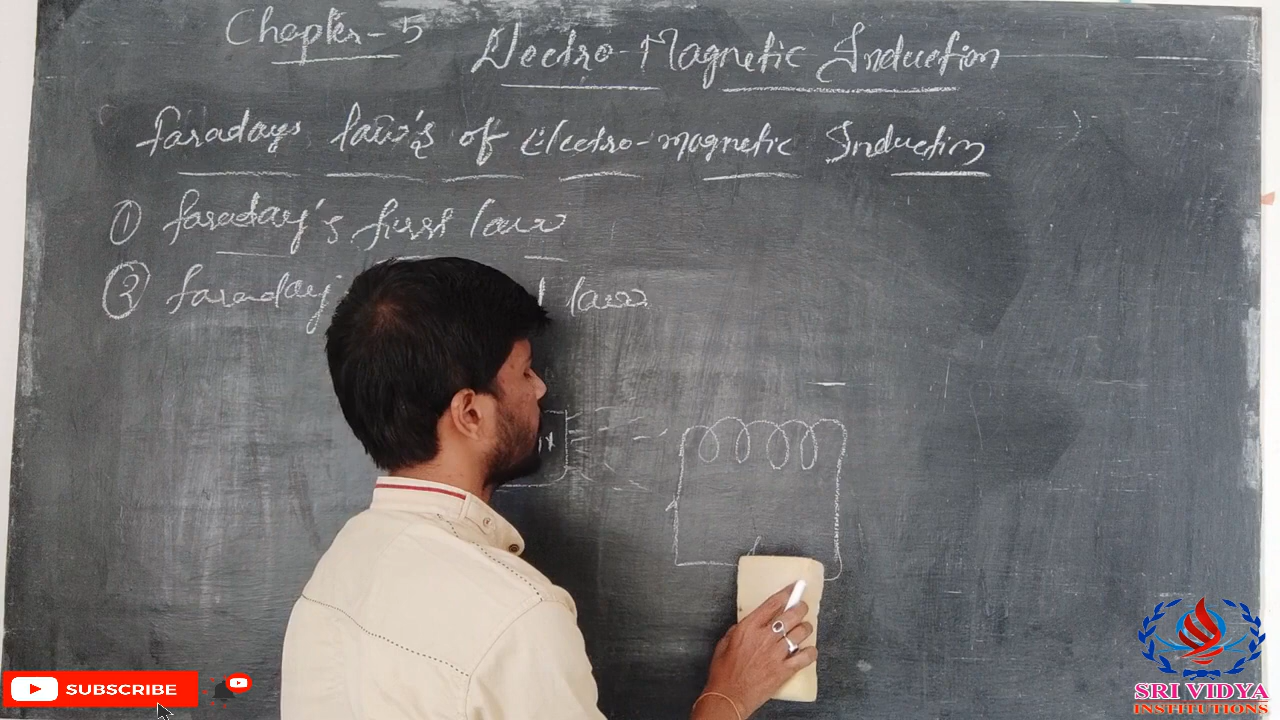 Chapter-5
Electro-Magnetic Induction
faradays law's of Electro-magnetic Induction
① faraday's first law
② faraday law
SUBSCRIBE
SRI VIDYA
INSTITUTIONS